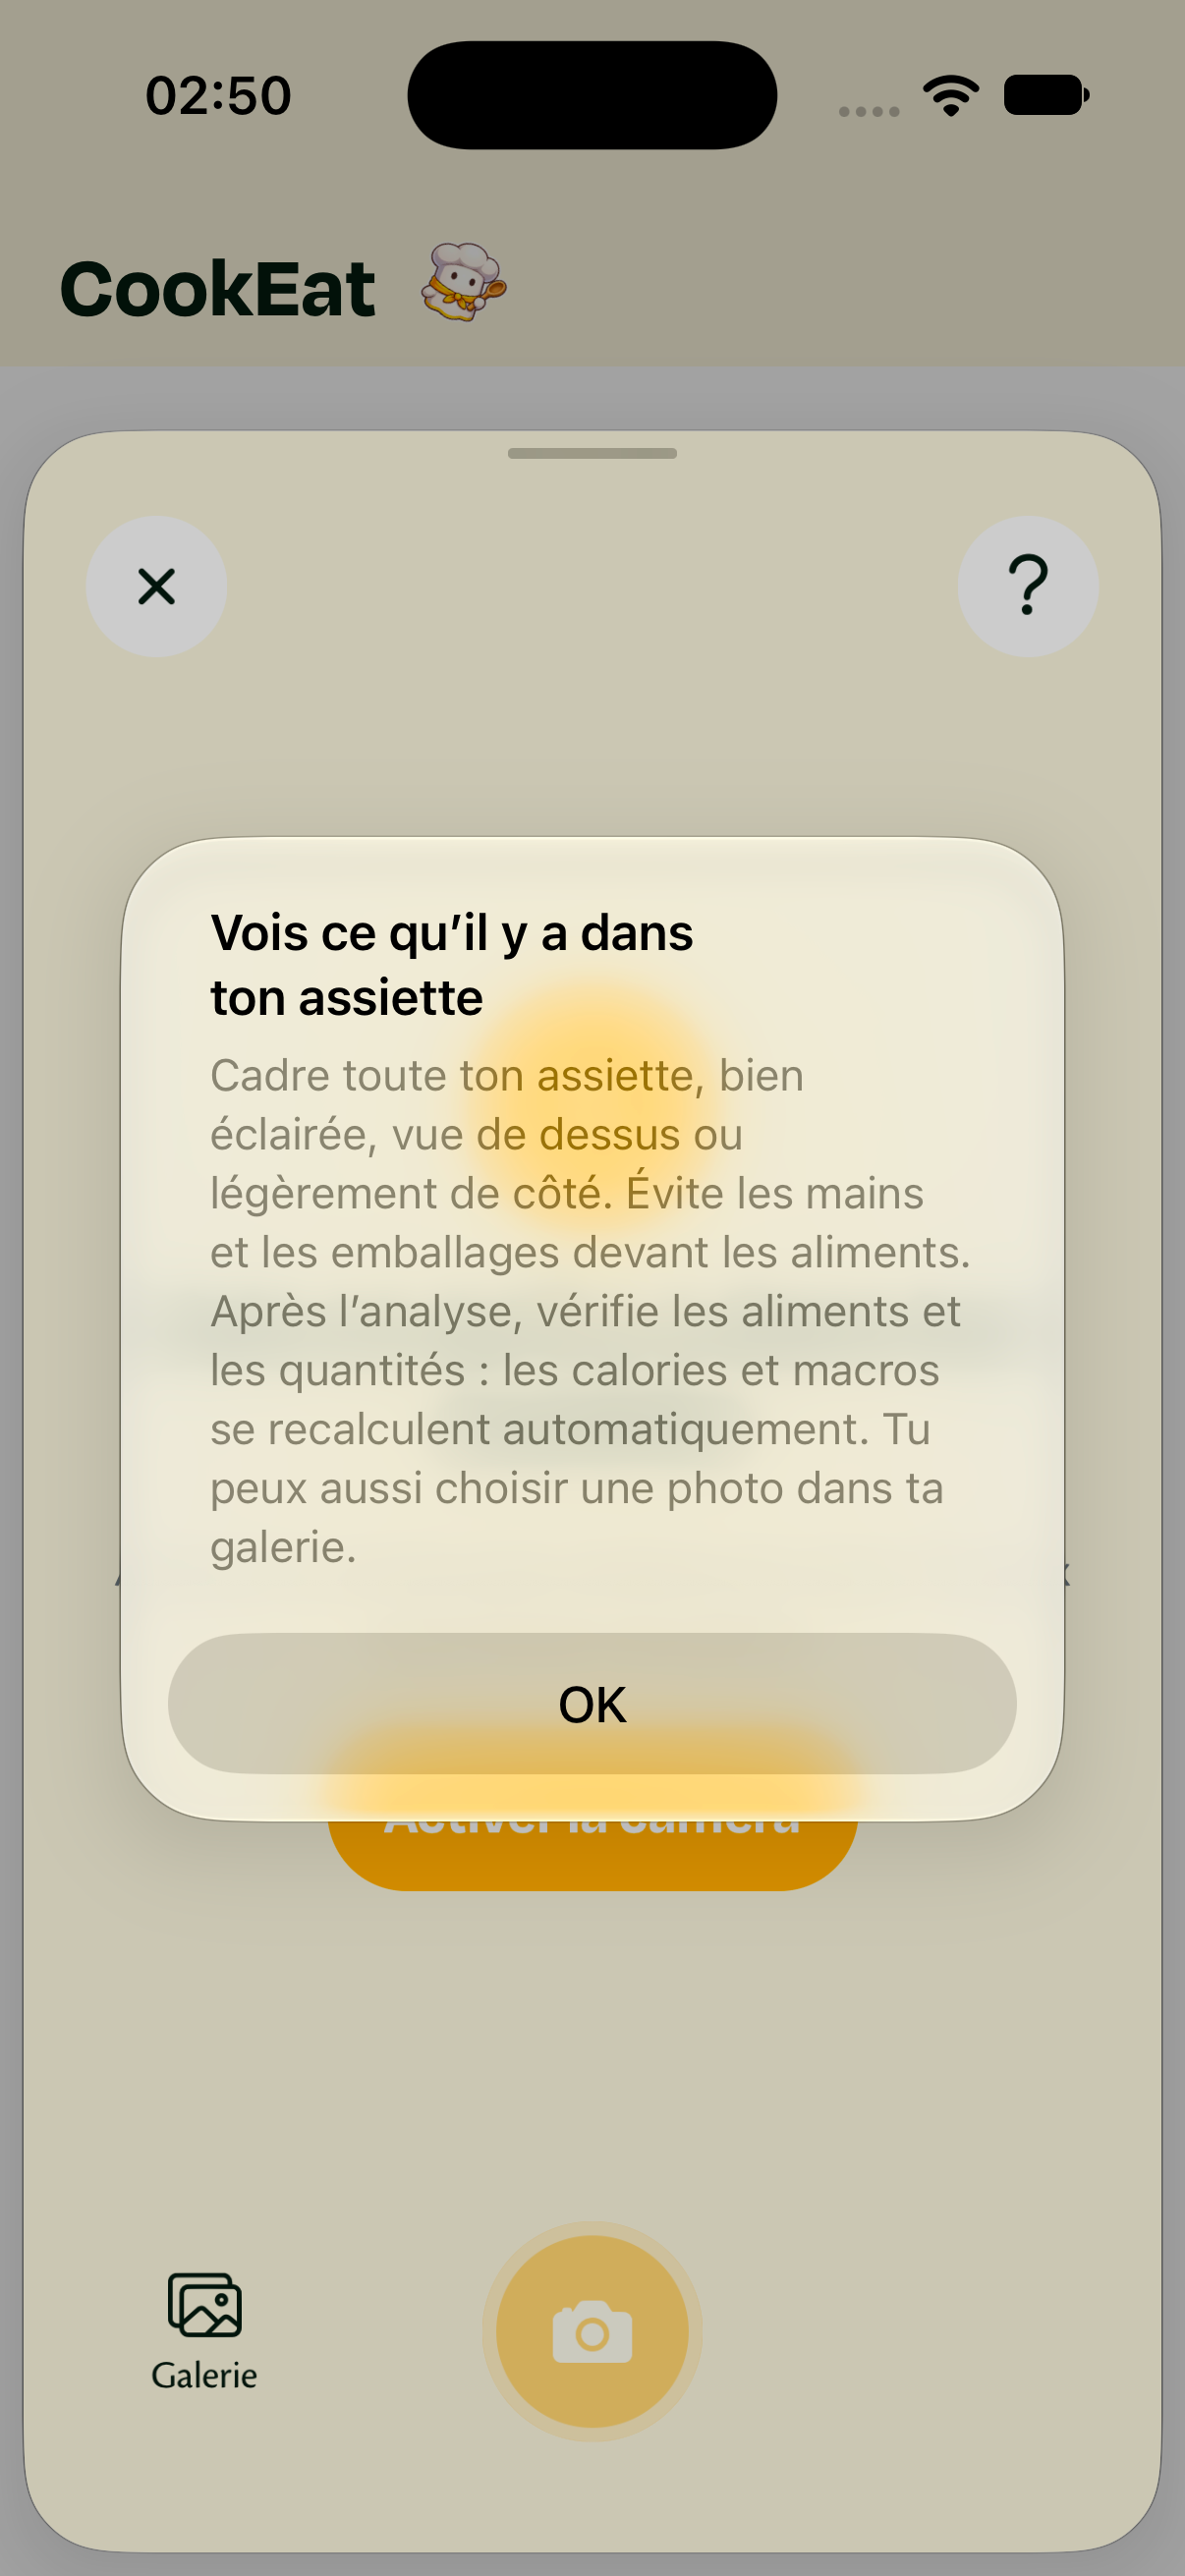 02:50
CookEat
?
Vois ce qu’il y a dans
ton assiette
Cadre toute ton assiette, bien
éclairée, vue de dessus ou
légèrement de côté. Évite les mains
et les emballages devant les aliments.
Après l’analyse, vérifie les aliments et
les quantités : les calories et macros
se recalculent automatiquement. Tu
peux aussi choisir une photo dans ta
galerie.
OK
Activer la caméra
Galerie